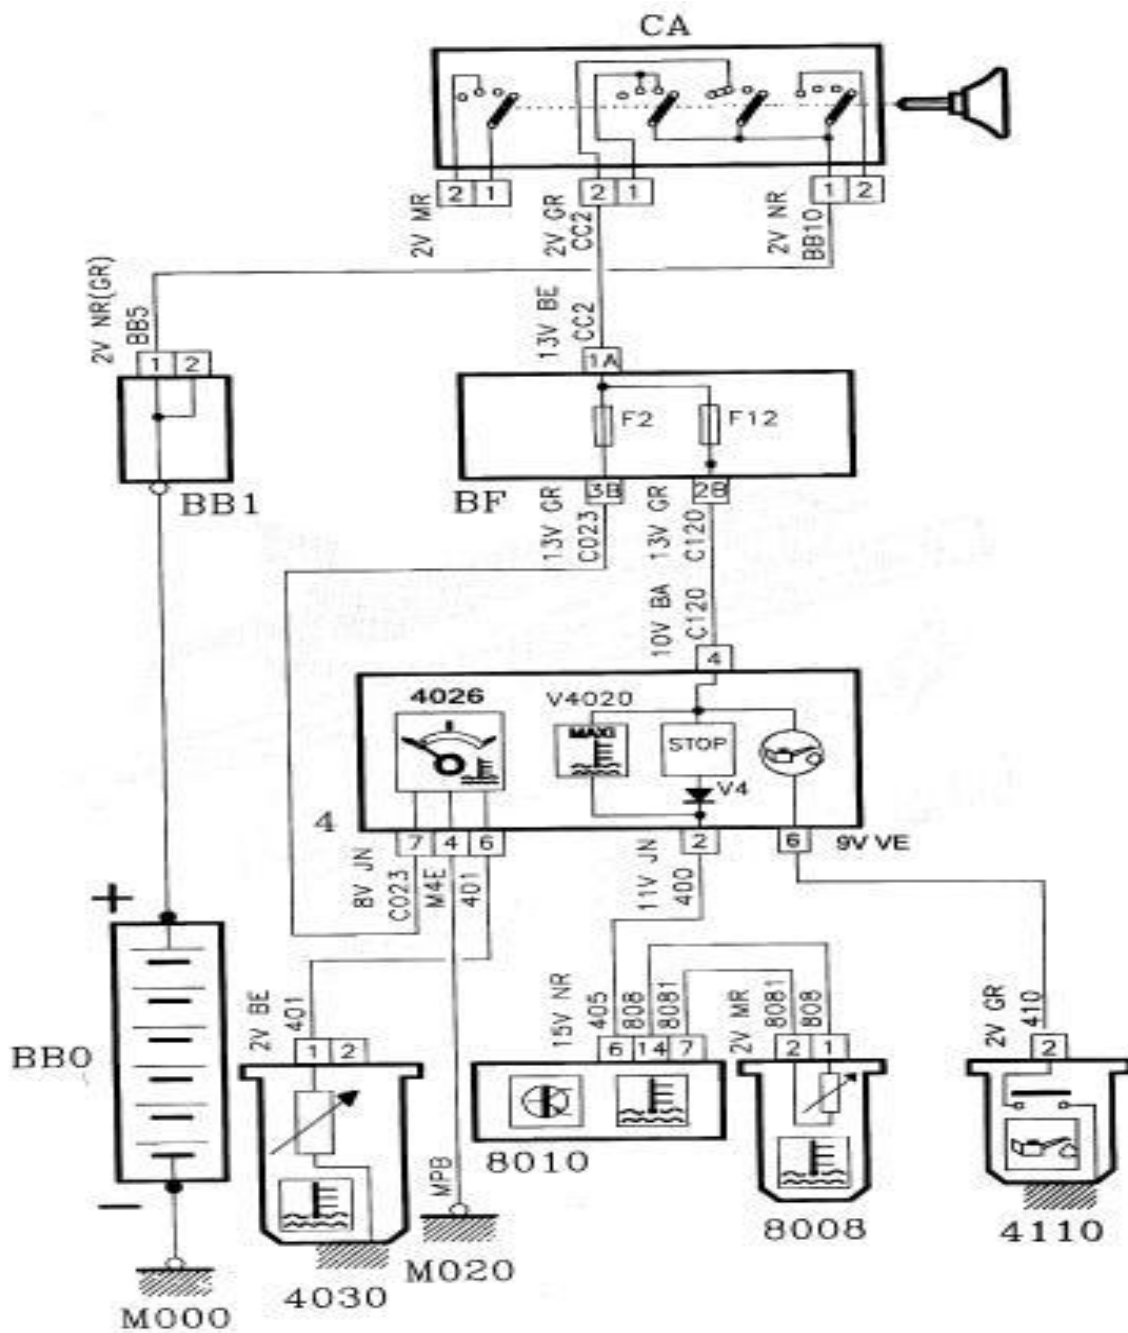 CA
2 1
2 1
1 2
2V MR
2V GR
CC2
2V NR
BB10
2V NR(GR)
BB5
13V BE
CC2
1 2
1A
F2
F12
BB1
BF
3B
2B
13V GR
C023
13V GR
C120
10V BA
C120
4
4026
V4020
MAXI
STOP
V4
4
7 4 6
2
6
9V VE
8V JN
C023
M4E
401
11V JN
400
+
2V BE
401
15V NR
405
808
8081
2V MR
8081
808
2V GR
410
1 2
6 14 7
2 1
2
BB0
8010
MPB
8008
4110
–
M020
4030
M000